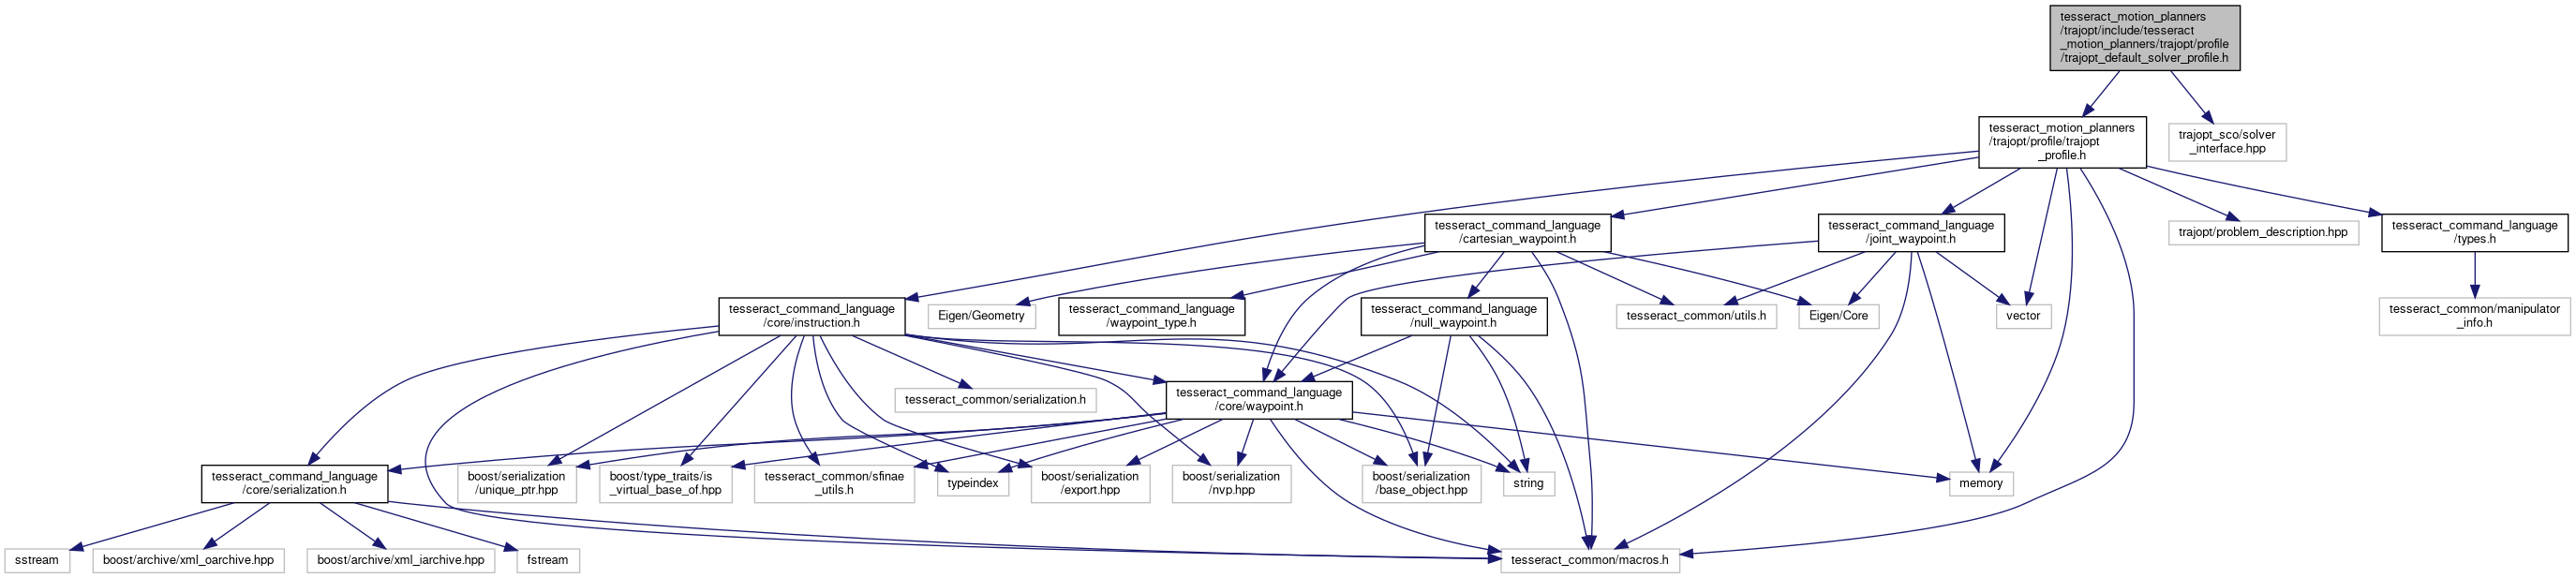 tesseract_motion_planners
/trajopt/include/tesseract
_motion_planners/trajopt/profile
/trajopt_default_solver_profile.h
tesseract_motion_planners
/trajopt/profile/trajopt
_profile.h
trajopt_sco/solver
_interface.hpp
tesseract_command_language
/cartesian_waypoint.h
tesseract_command_language
/joint_waypoint.h
trajopt/problem_description.hpp
tesseract_command_language
/types.h
tesseract_command_language
/core/instruction.h
Eigen/Geometry
tesseract_command_language
/waypoint_type.h
tesseract_command_language
/null_waypoint.h
tesseract_common/utils.h
Eigen/Core
vector
tesseract_common/manipulator
_info.h
tesseract_common/serialization.h
tesseract_command_language
/core/waypoint.h
tesseract_command_language
/core/serialization.h
boost/serialization
/unique_ptr.hpp
boost/type_traits/is
_virtual_base_of.hpp
tesseract_common/sfinae
_utils.h
typeindex
boost/serialization
/export.hpp
boost/serialization
/nvp.hpp
boost/serialization
/base_object.hpp
string
memory
sstream
boost/archive/xml_oarchive.hpp
boost/archive/xml_iarchive.hpp
fstream
tesseract_common/macros.h